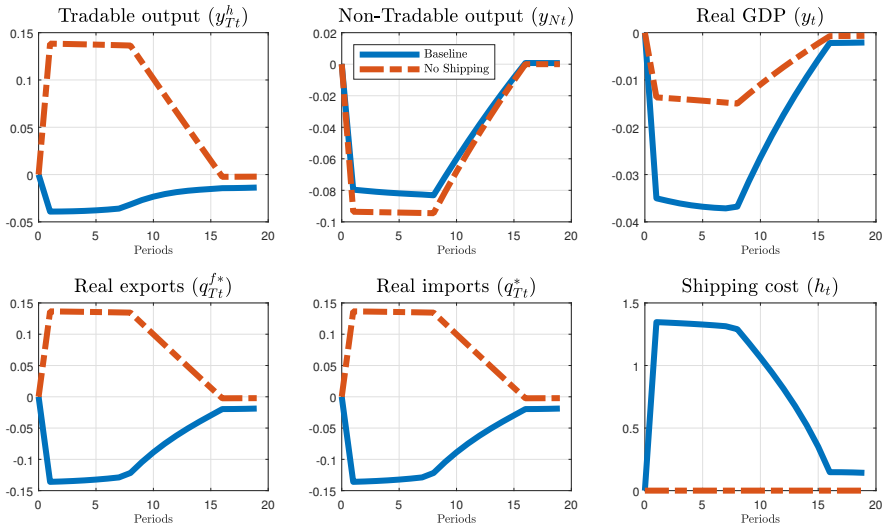 Tradable output (y^h_{Tt})
0.15
0.1
0.05
0
-0.05
0 5 10 15 20
Periods
Non-Tradable output (y_{Nt})
Baseline
No Shipping
0.02
0
-0.02
-0.04
-0.06
-0.08
-0.1
0 5 10 15 20
Periods
Real GDP (y_t)
0
-0.01
-0.02
-0.03
-0.04
0 5 10 15 20
Periods
Real exports (q^{f*}_{Tt})
0.15
0.1
0.05
0
-0.05
-0.1
-0.15
0 5 10 15 20
Periods
Real imports (q^*_{Tt})
0.15
0.1
0.05
0
-0.05
-0.1
-0.15
0 5 10 15 20
Periods
Shipping cost (h_t)
1.5
1
0.5
0
0 5 10 15 20
Periods